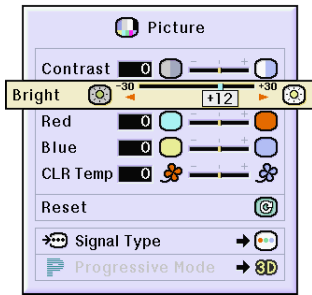 Picture
Contrast 0 - +
Bright -30 +12 +30
Red 0 - +
Blue 0 - +
CLR Temp 0 - +
Reset
Signal Type
Progressive Mode 3D